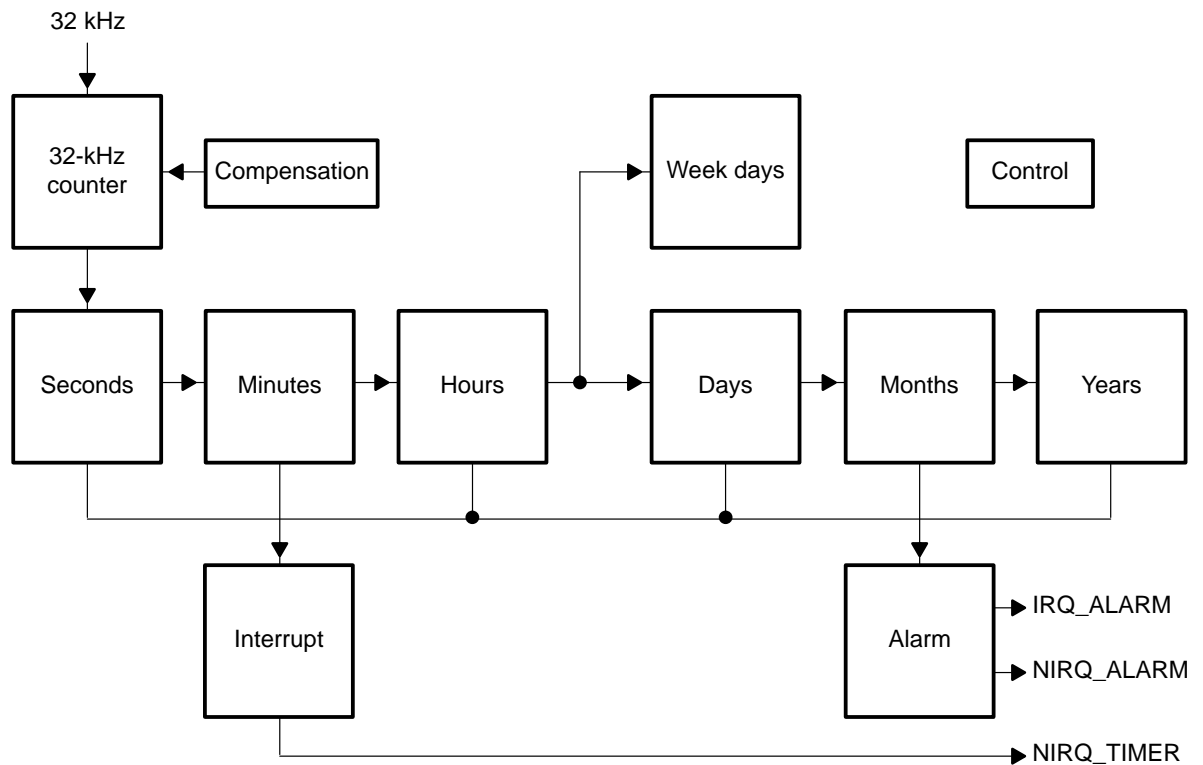 32 kHz
32-kHz
counter
Compensation
Week days
Control
Seconds
Minutes
Hours
Days
Months
Years
Interrupt
Alarm
IRQ_ALARM
NIRQ_ALARM
NIRQ_TIMER